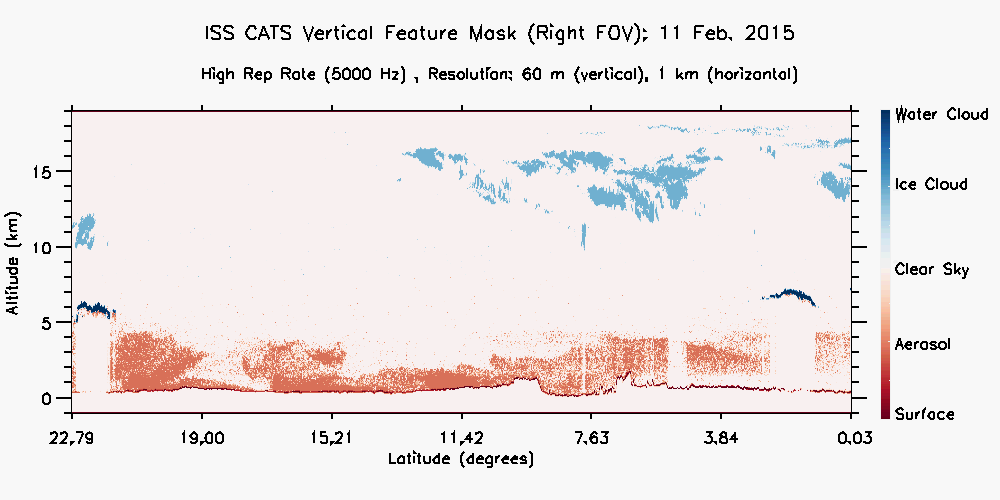 ISS CATS Vertical Feature Mask (Right FOV): 11 Feb. 2015
High Rep Rate (5000 Hz) , Resolution: 60 m (vertical), 1 km (horizontal)
Water Cloud
15
Ice Cloud
Altitude (km)
10
Clear Sky
5
Aerosol
0
Surface
22.79 19.00 15.21 11.42 7.63 3.84 0.03
Latitude (degrees)